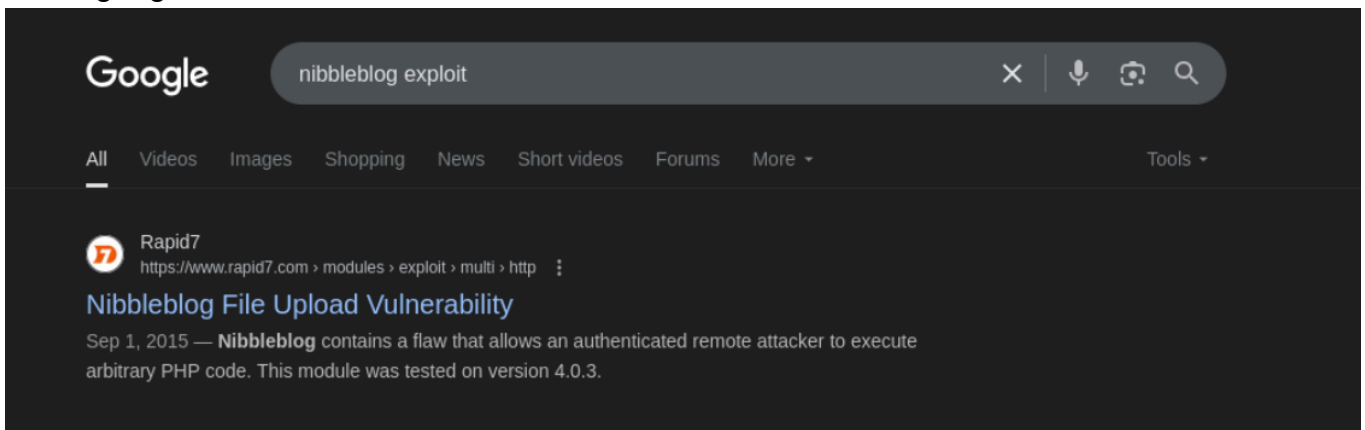 Google
nibbleblog exploit
All Videos Images Shopping News Short videos Forums More Tools
Rapid7
https://www.rapid7.com › modules › exploit › multi › http
Nibbleblog File Upload Vulnerability
Sep 1, 2015 — Nibbleblog contains a flaw that allows an authenticated remote attacker to execute
arbitrary PHP code. This module was tested on version 4.0.3.